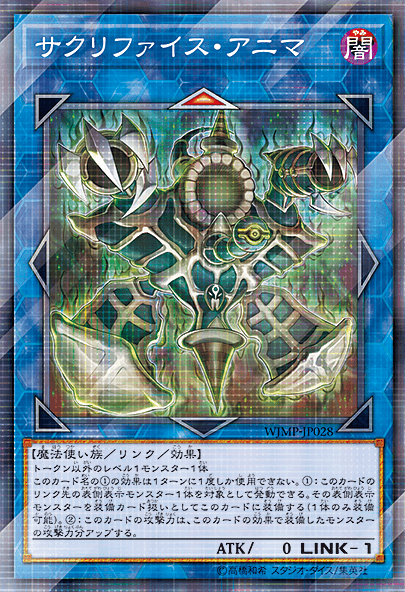 サクリファイス・アニマ
闇
WJMP-JP028
【魔法使い族／リンク／効果】
トークン以外のレベル１モンスター１体
このカード名の①の効果は１ターンに１度しか使用できない。①：このカードの
リンク先の表側表示モンスター１体を対象として発動できる。その表側表示
モンスターを装備カード扱いとしてこのカードに装備する（１体のみ装備
可能）。②：このカードの攻撃力は、このカードの効果で装備したモンスター
の攻撃力分アップする。
ATK/ 0 LINK-1
©高橋和希 スタジオ・ダイス/集英社